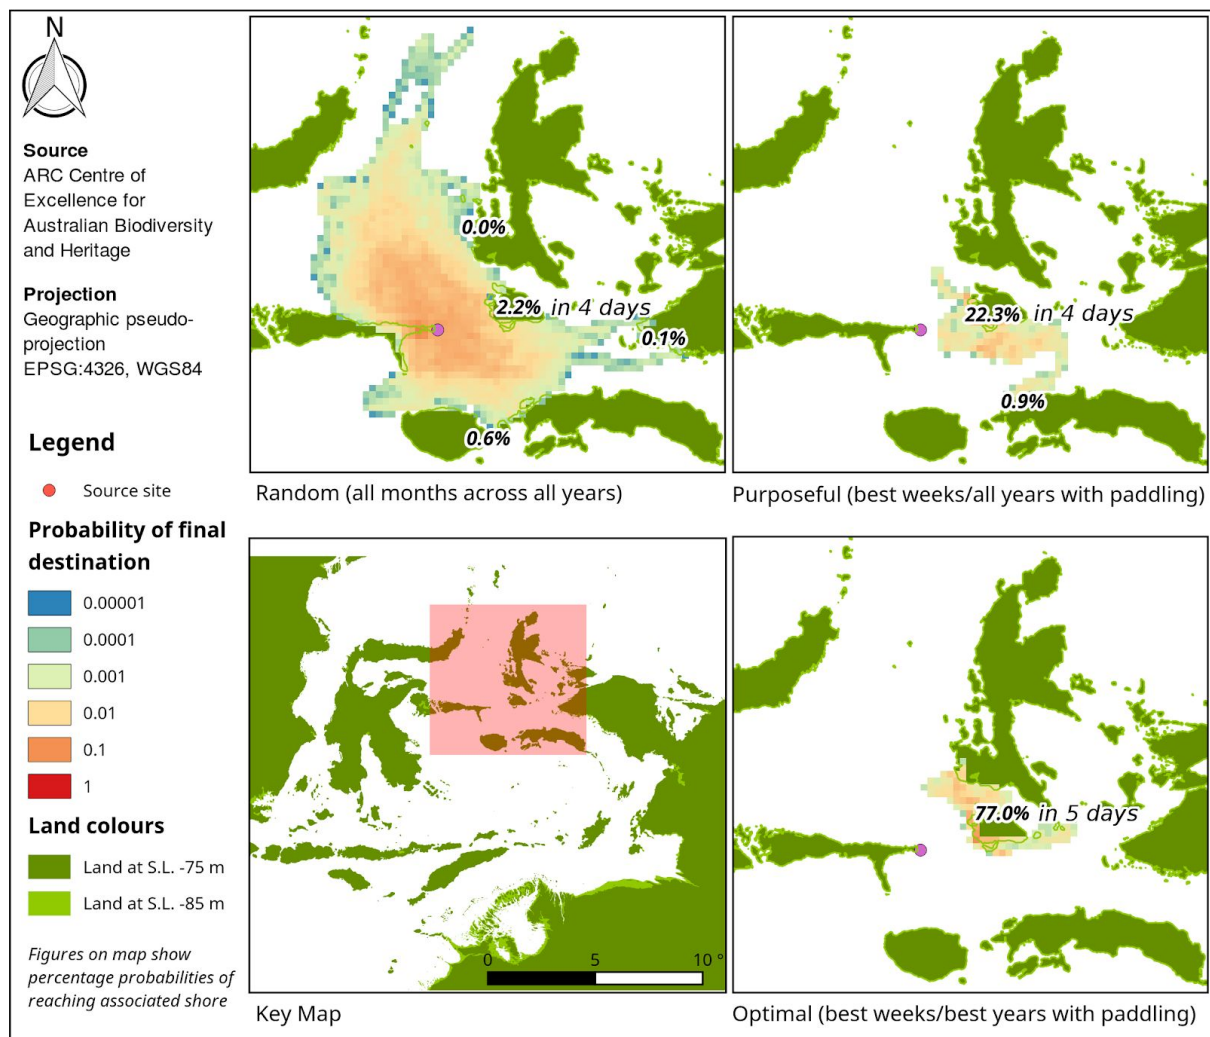 N
Source
ARC Centre of
Excellence for
Australian Biodiversity
and Heritage
Projection
Geographic pseudo-
projection
EPSG:4326, WGS84
Legend
Source site
Probability of final
destination
0.00001
0.0001
0.001
0.01
0.1
1
Land colours
Land at S.L. -75 m
Land at S.L. -85 m
Figures on map show
percentage probabilities of
reaching associated shore
0.0%
2.2% in 4 days
0.1%
0.6%
Random (all months across all years)
22.3% in 4 days
0.9%
Purposeful (best weeks/all years with paddling)
0 5 10 °
Key Map
77.0% in 5 days
Optimal (best weeks/best years with paddling)